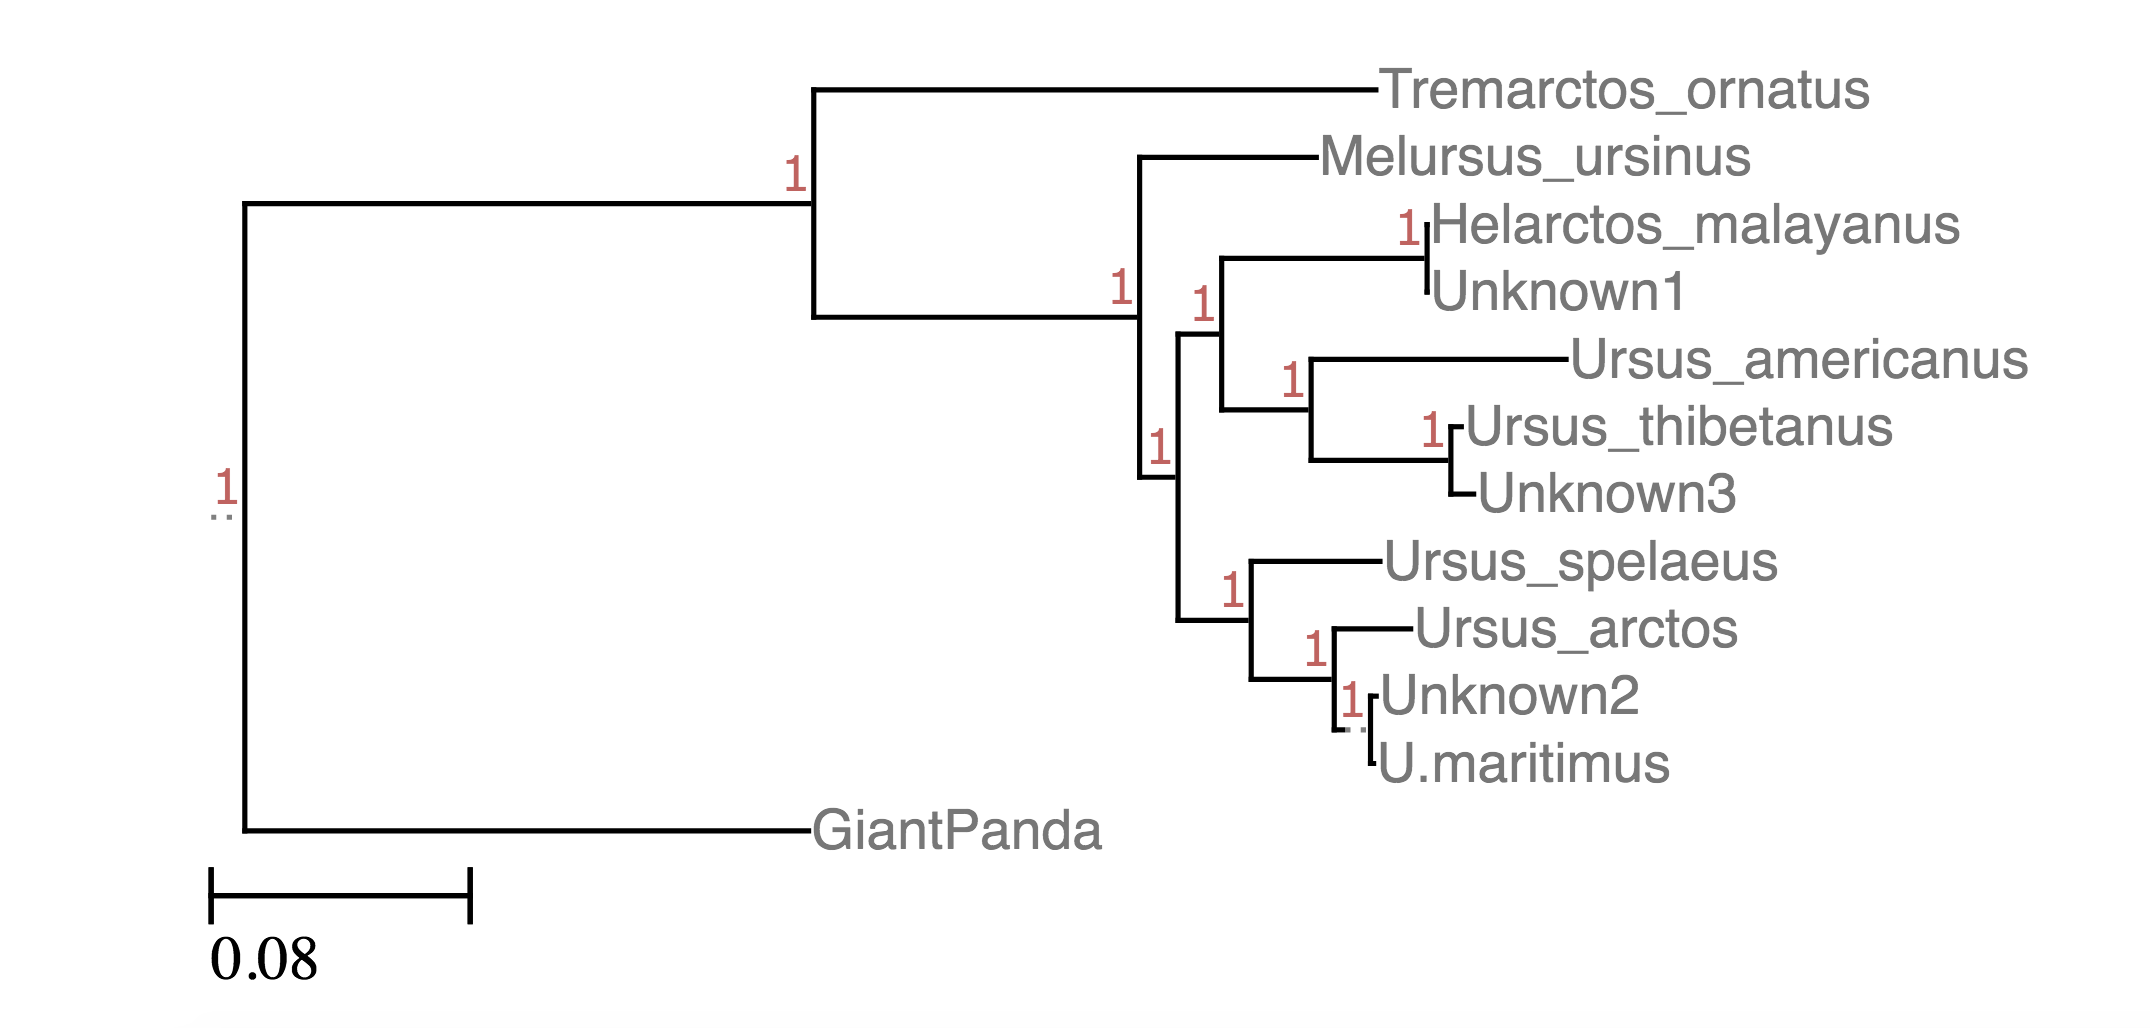 Tremarctos_ornatus
1
Melursus_ursinus
1
Helarctos_malayanus
1
1
Unknown1
1
Ursus_americanus
1
Ursus_thibetanus
1
1
Unknown3
Ursus_spelaeus
1
Ursus_arctos
1
Unknown2
1
U.maritimus
GiantPanda
0.08